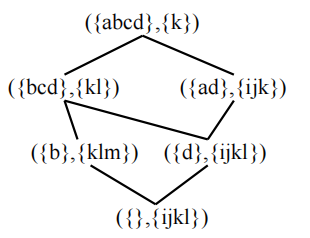 ({abcd},{k})
({bcd},{kl}) ({ad},{ijk})
({b},{klm}) ({d},{ijkl})
({},{ijkl})